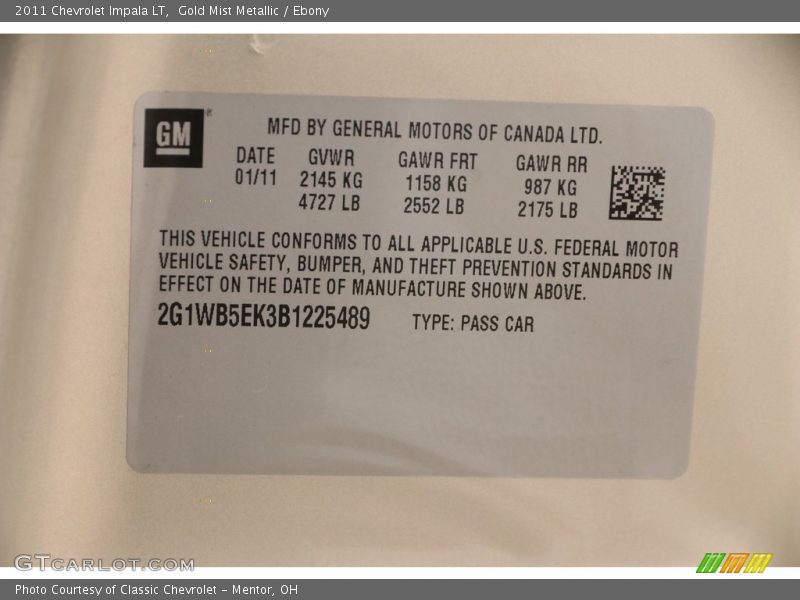 2011 Chevrolet Impala LT,  Gold Mist Metallic / Ebony
GM
MFD BY GENERAL MOTORS OF CANADA LTD.
DATE GVWR GAWR FRT GAWR RR
01/11 2145 KG 1158 KG 987 KG
4727 LB 2552 LB 2175 LB
THIS VEHICLE CONFORMS TO ALL APPLICABLE U.S. FEDERAL MOTOR
VEHICLE SAFETY, BUMPER, AND THEFT PREVENTION STANDARDS IN
EFFECT ON THE DATE OF MANUFACTURE SHOWN ABOVE.
2G1WB5EK3B1225489 TYPE: PASS CAR
GTCARLOT.COM
Photo Courtesy of Classic Chevrolet - Mentor, OH